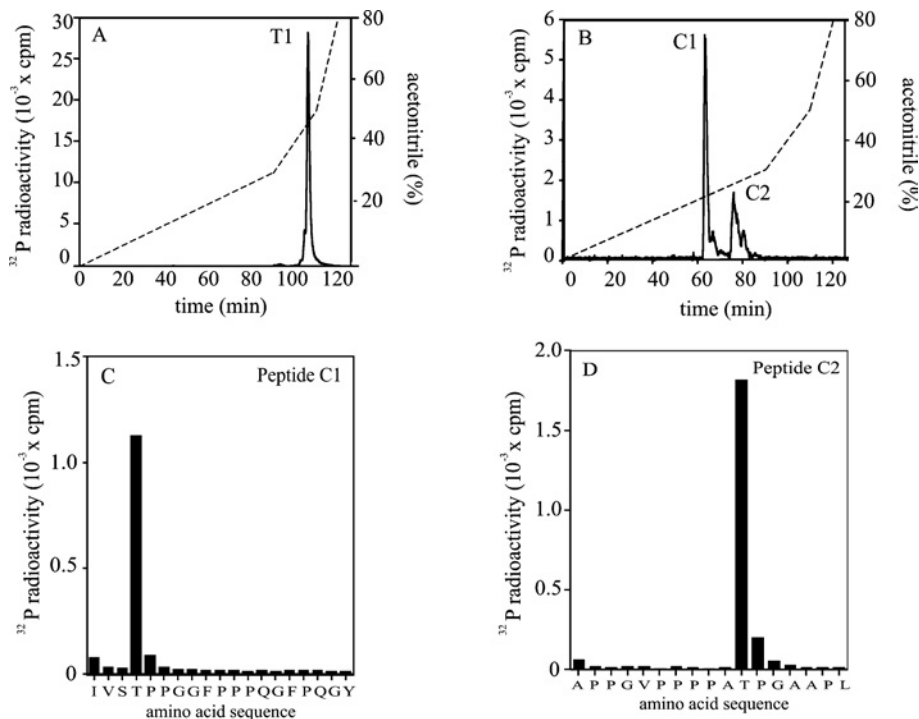 A
T1
30
25
20
15
10
5
0
³²P radioactivity (10⁻³ x cpm)
80
60
40
20
acetonitrile (%)
0 20 40 60 80 100 120
time (min)
B
C1
C2
6
5
4
3
2
1
0
³²P radioactivity (10⁻³ x cpm)
80
60
40
20
acetonitrile (%)
0 20 40 60 80 100 120
time (min)
C
Peptide C1
1.5
1.0
0.5
0
³²P radioactivity (10⁻³ x cpm)
I V S T P P G G F P P P Q G F P Q G Y
amino acid sequence
D
Peptide C2
2.0
1.5
1.0
0.5
0
³²P radioactivity (10⁻³ x cpm)
A P P G V P P P P A T P G A A P L
amino acid sequence